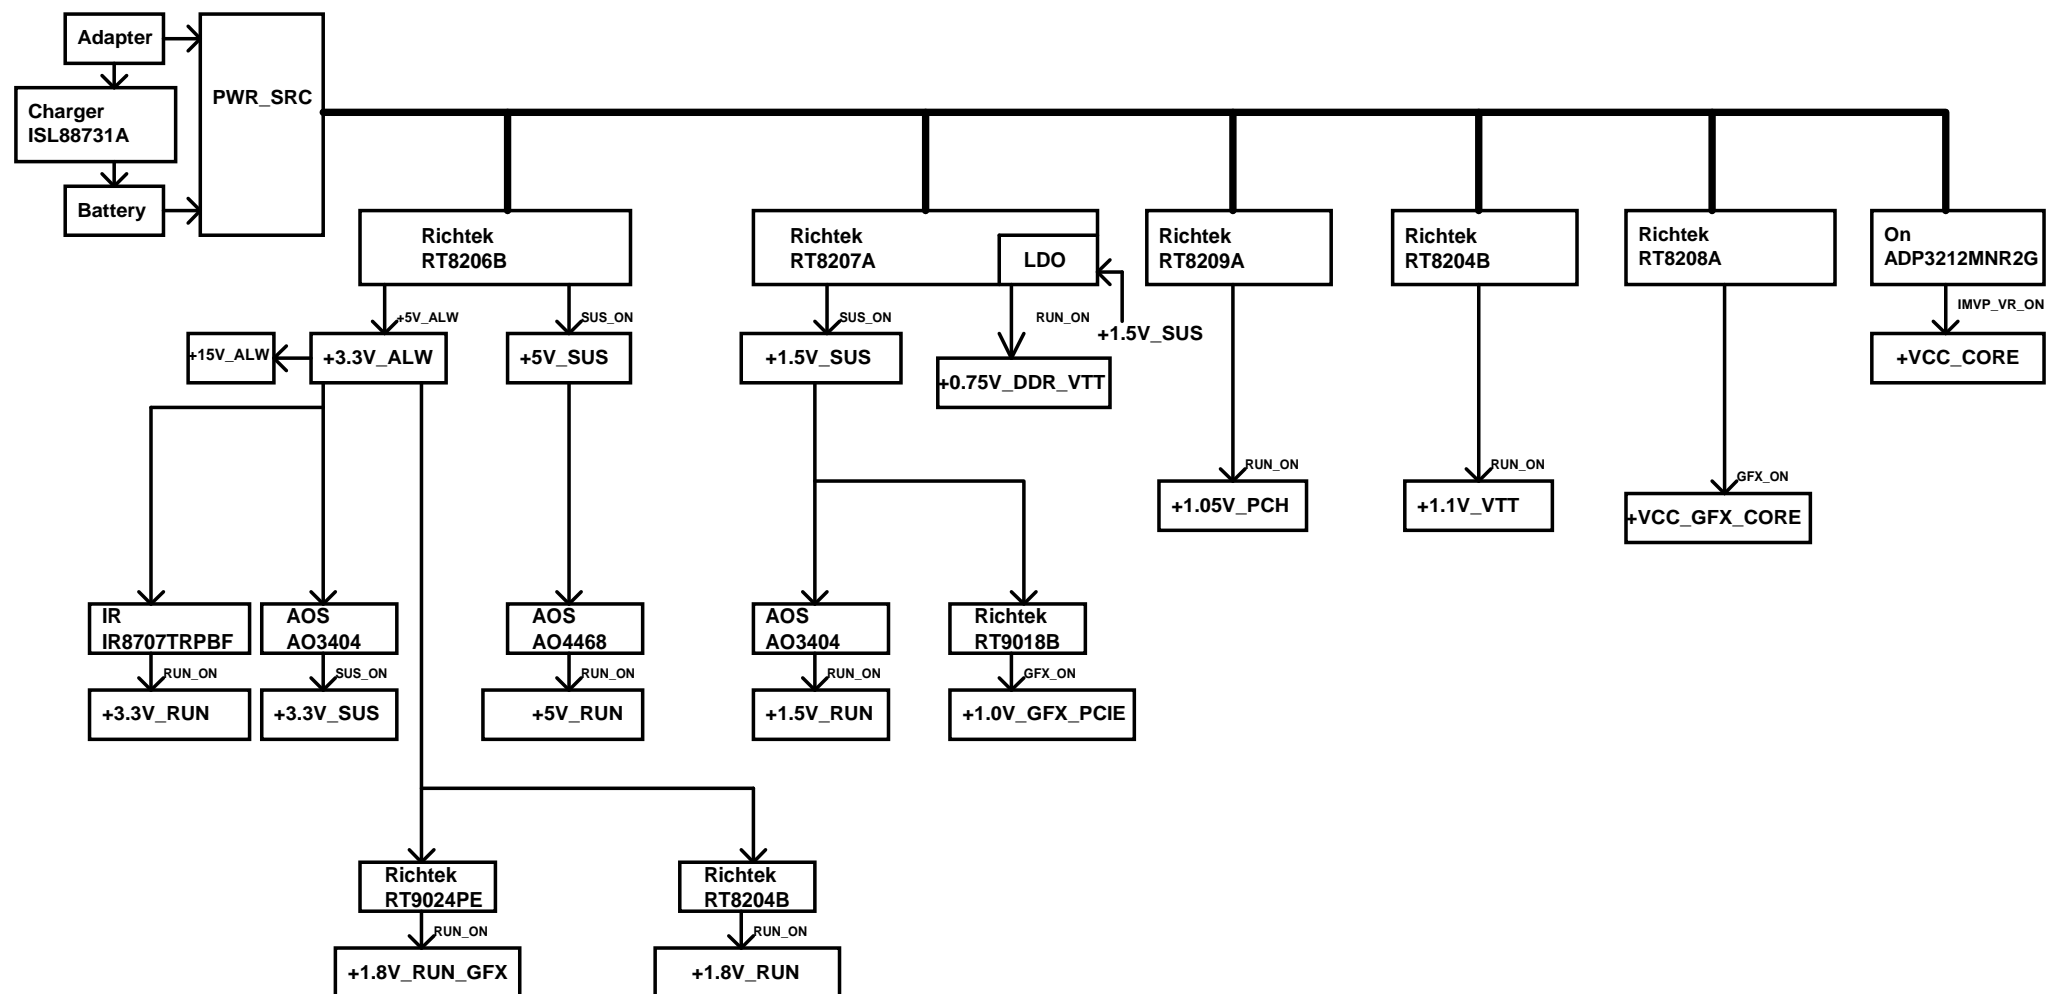 Adapter
PWR_SRC
Charger
ISL88731A
Battery
Richtek
RT8206B
Richtek
RT8207A
LDO
Richtek
RT8209A
Richtek
RT8204B
Richtek
RT8208A
On
ADP3212MNR2G
+5V_ALW
SUS_ON
SUS_ON
RUN_ON
+1.5V_SUS
IMVP_VR_ON
+15V_ALW
+3.3V_ALW
+5V_SUS
+1.5V_SUS
+0.75V_DDR_VTT
+VCC_CORE
RUN_ON
RUN_ON
GFX_ON
+1.05V_PCH
+1.1V_VTT
+VCC_GFX_CORE
IR
IR8707TRPBF
AOS
AO3404
AOS
AO4468
AOS
AO3404
Richtek
RT9018B
RUN_ON
SUS_ON
RUN_ON
RUN_ON
GFX_ON
+3.3V_RUN
+3.3V_SUS
+5V_RUN
+1.5V_RUN
+1.0V_GFX_PCIE
Richtek
RT9024PE
Richtek
RT8204B
RUN_ON
RUN_ON
+1.8V_RUN_GFX
+1.8V_RUN